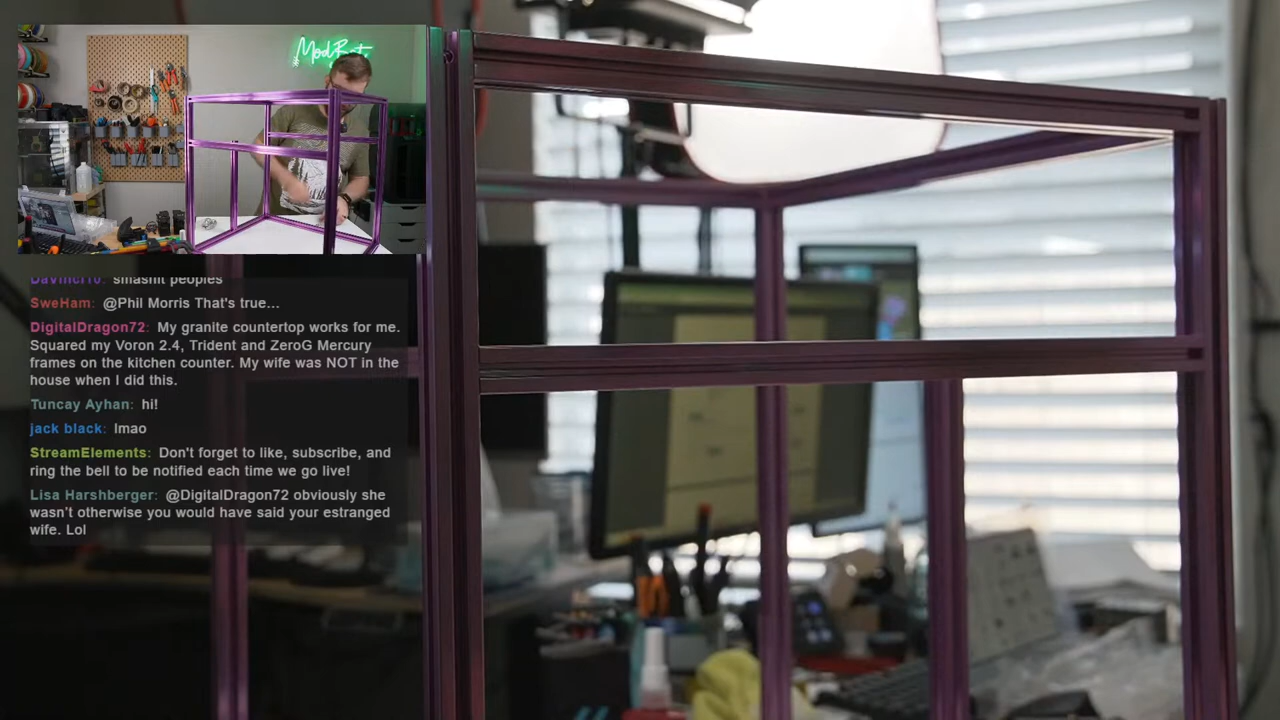 ModBot
DaVinci10: smashit peoples
SweHam: @Phil Morris That's true...
DigitalDragon72: My granite countertop works for me.
Squared my Voron 2.4, Trident and ZeroG Mercury
frames on the kitchen counter. My wife was NOT in the
house when I did this.
Tuncay Ayhan: hi!
jack black: lmao
StreamElements: Don't forget to like, subscribe, and
ring the bell to be notified each time we go live!
Lisa Harshberger: @DigitalDragon72 obviously she
wasn't otherwise you would have said your estranged
wife. Lol